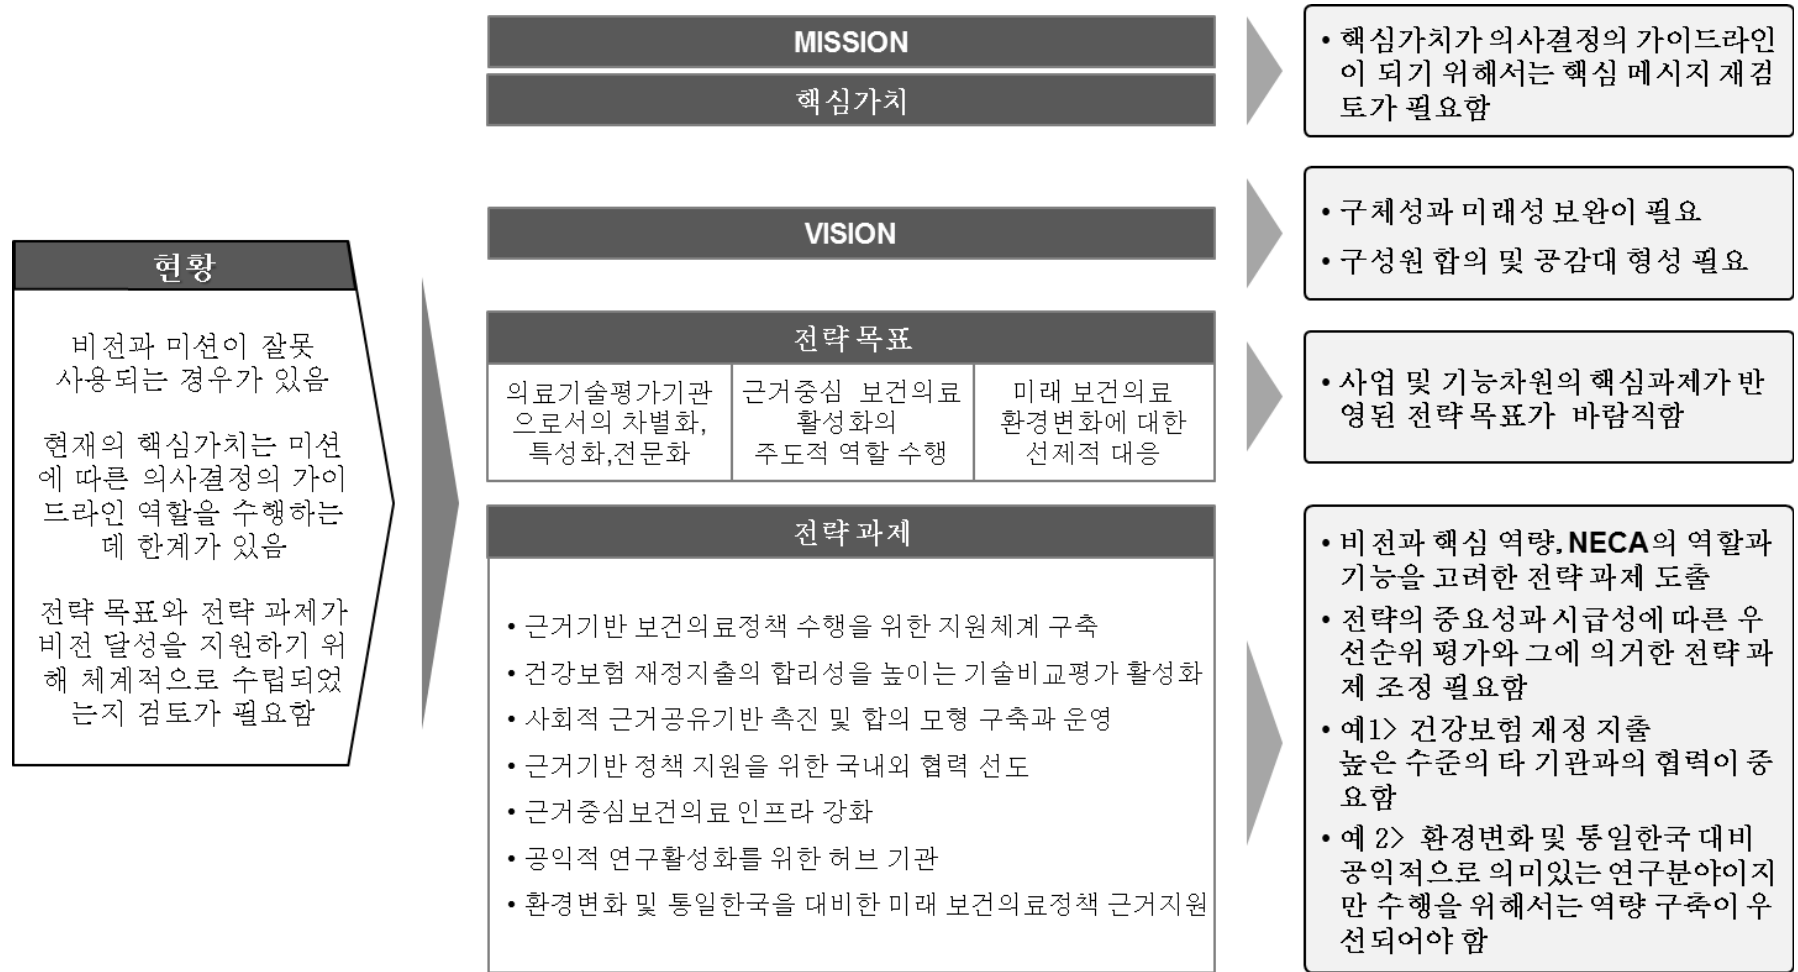 현황
비전과 미션이 잘못
사용되는 경우가 있음
현재의 핵심가치는 미션
에 따른 의사결정의 가이
드라인 역할을 수행하는
데 한계가 있음
전략 목표와 전략 과제가
비전 달성을 지원하기 위
해 체계적으로 수립되었
는지 검토가 필요함
MISSION
핵심가치
VISION
전략 목표
의료기술평가기관
으로서의 차별화,
특성화,전문화
근거중심 보건의료
활성화의
주도적 역할 수행
미래 보건의료
환경변화에 대한
선제적 대응
전략 과제
• 근거기반 보건의료정책 수행을 위한 지원체계 구축
• 건강보험 재정지출의 합리성을 높이는 기술비교평가 활성화
• 사회적 근거공유기반 촉진 및 합의 모형 구축과 운영
• 근거기반 정책 지원을 위한 국내외 협력 선도
• 근거중심보건의료 인프라 강화
• 공익적 연구활성화를 위한 허브 기관
• 환경변화 및 통일한국을 대비한 미래 보건의료정책 근거지원
• 핵심가치가 의사결정의 가이드라인
이 되기 위해서는 핵심 메시지 재검
토가 필요함
• 구체성과 미래성 보완이 필요
• 구성원 합의 및 공감대 형성 필요
• 사업 및 기능차원의 핵심과제가 반
영된 전략 목표가 바람직함
• 비전과 핵심 역량, NECA의 역할과
기능을 고려한 전략 과제 도출
• 전략의 중요성과 시급성에 따른 우
선순위 평가와 그에 의거한 전략 과
제 조정 필요함
• 예1> 건강보험 재정 지출
높은 수준의 타 기관과의 협력이 중
요함
• 예 2> 환경변화 및 통일한국 대비
공익적으로 의미있는 연구분야이지
만 수행을 위해서는 역량 구축이 우
선되어야 함